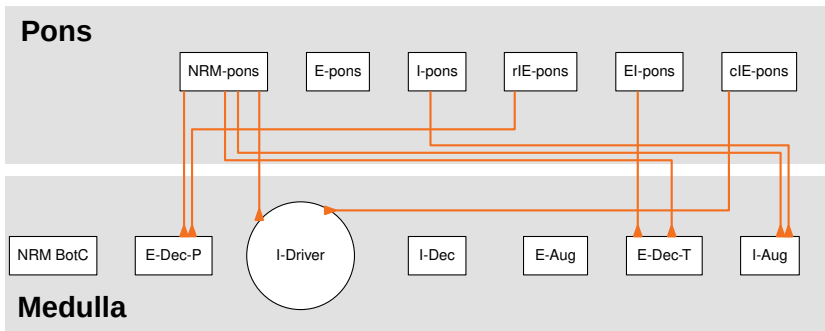 Pons
NRM-pons
E-pons
I-pons
rIE-pons
EI-pons
cIE-pons
NRM BotC
E-Dec-P
I-Driver
I-Dec
E-Aug
E-Dec-T
I-Aug
Medulla